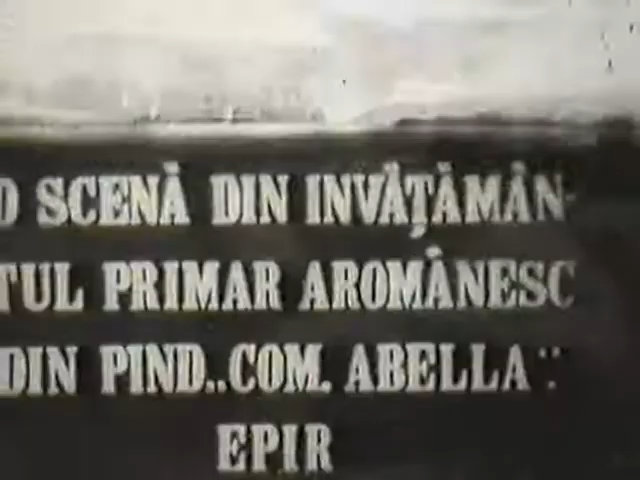 O SCENĂ DIN INVĂȚĂMÂN-
TUL PRIMAR AROMÂNESC
DIN PIND..COM. ABELLA
EPIR